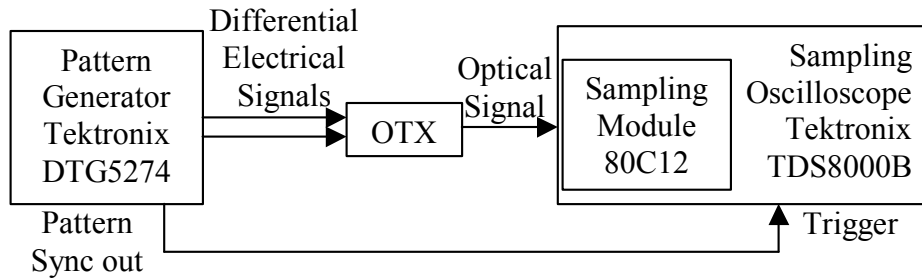 Pattern
Generator
Tektronix
DTG5274
Differential
Electrical
Signals
OTX
Optical
Signal
Sampling
Module
80C12
Sampling
Oscilloscope
Tektronix
TDS8000B
Pattern
Sync out
Trigger